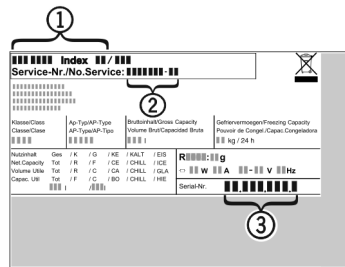 1
Index /
Service-Nr./No.Service: -
2
Klasse/Class Ap-Typ/AP-Type Bruttoinhalt/Gross Capacity Gefriervermoegen/Freezing Capacity
Classe/Clase AP-Type/AP-Tipo Volume Brut/Capacided Bruta Pouvoir de Congel./Capac.Congeladora
l kg / 24 h
Nutzinhalt Ges / K / G / KE / KALT / EIS
Net.Capacity Tot / R / F / CE / CHILL / ICE
Volume Utile Tot / R / C / CA / CHILL / GLA
Capac. Util Tot / F / C / BO / CHILL / HIE
l / l
R : g
W A - V Hz
Serial-Nr. . . .
3